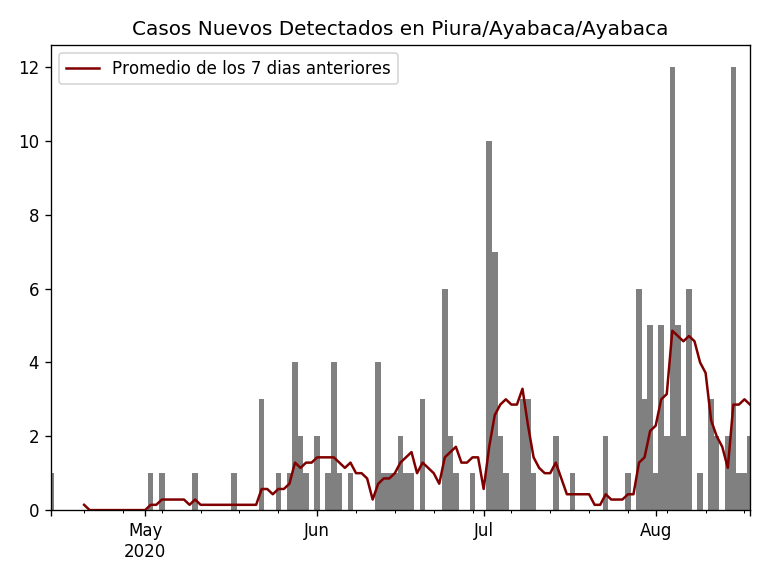 Casos Nuevos Detectados en Piura/Ayabaca/Ayabaca
Promedio de los 7 dias anteriores
12
10
8
6
4
2
0
May Jun Jul Aug
2020